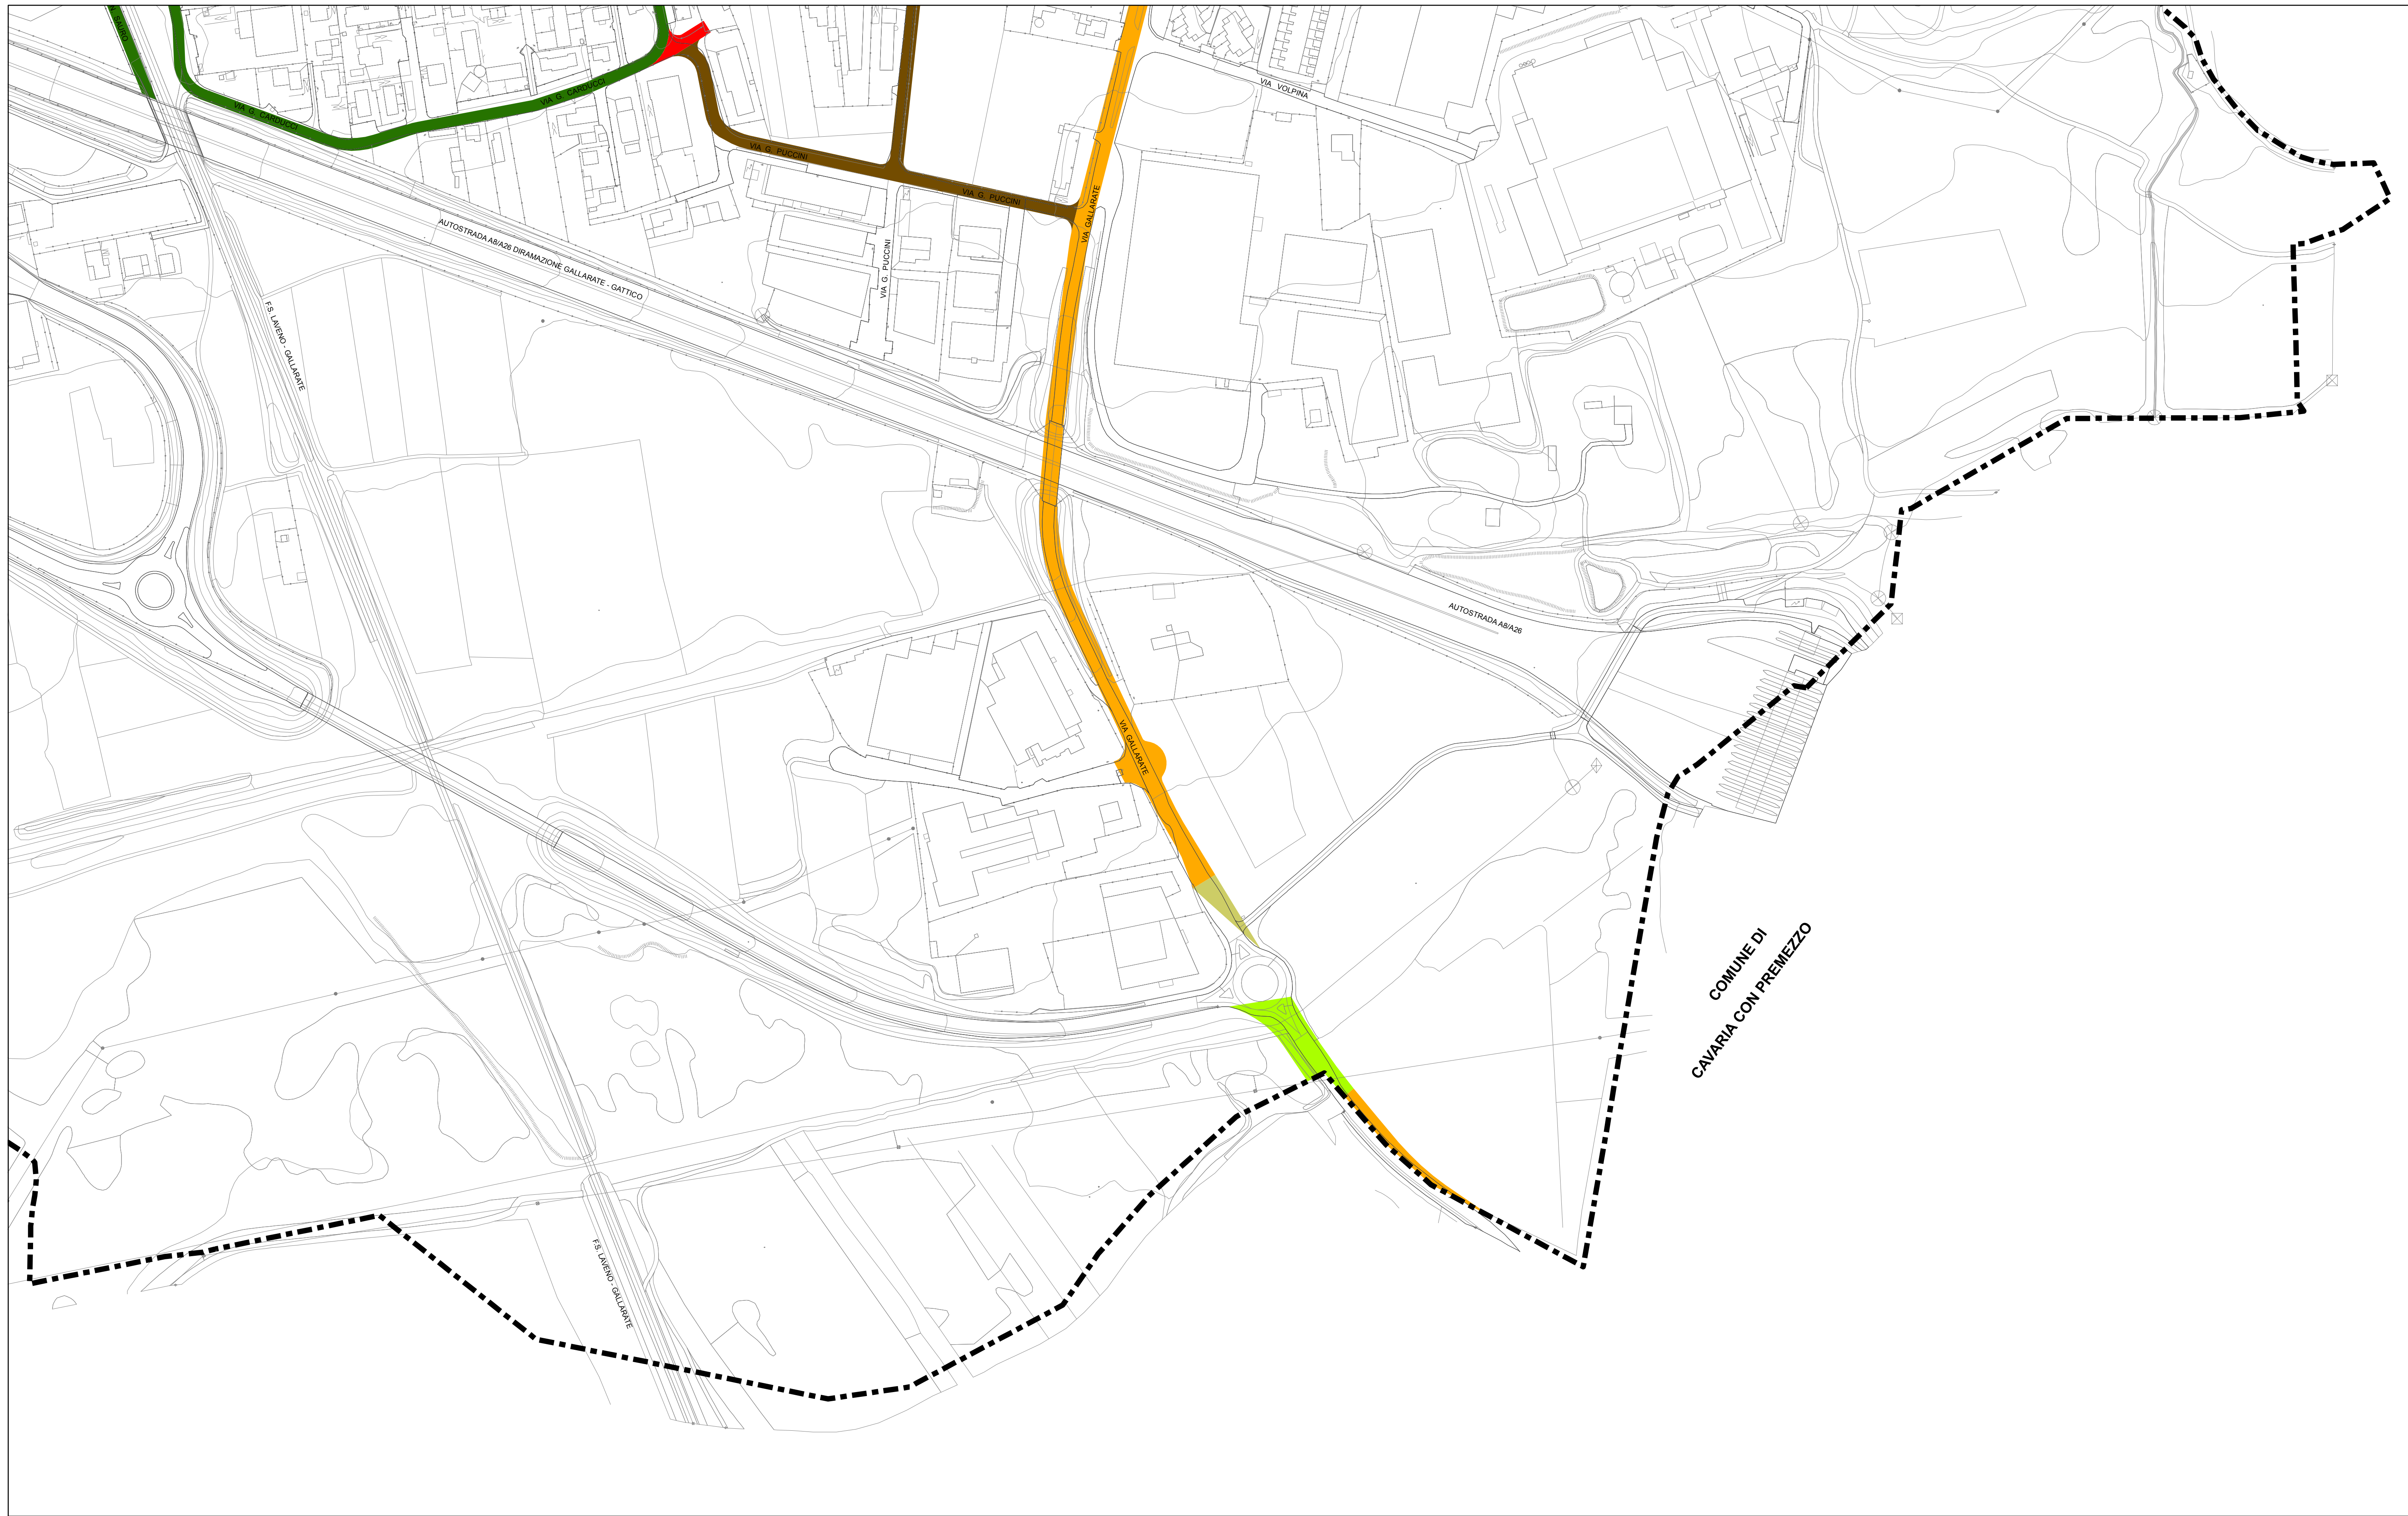 N. SAURO
VIA G. CARDUCCI
VIA G. CARDUCCI
VIA VOLPINA
VIA G. PUCCINI
VIA G. PUCCINI
VIA GALLARATE
VIA G. PUCCINI
AUTOSTRADA A8/A26 DIRAMAZIONE GALLARATE - GATTICO
F.S. LAVENO - GALLARATE
AUTOSTRADA A8/A26
VIA GALLARATE
COMUNE DI
CAVARIA CON PREMEZZO
F.S. LAVENO - GALLARATE